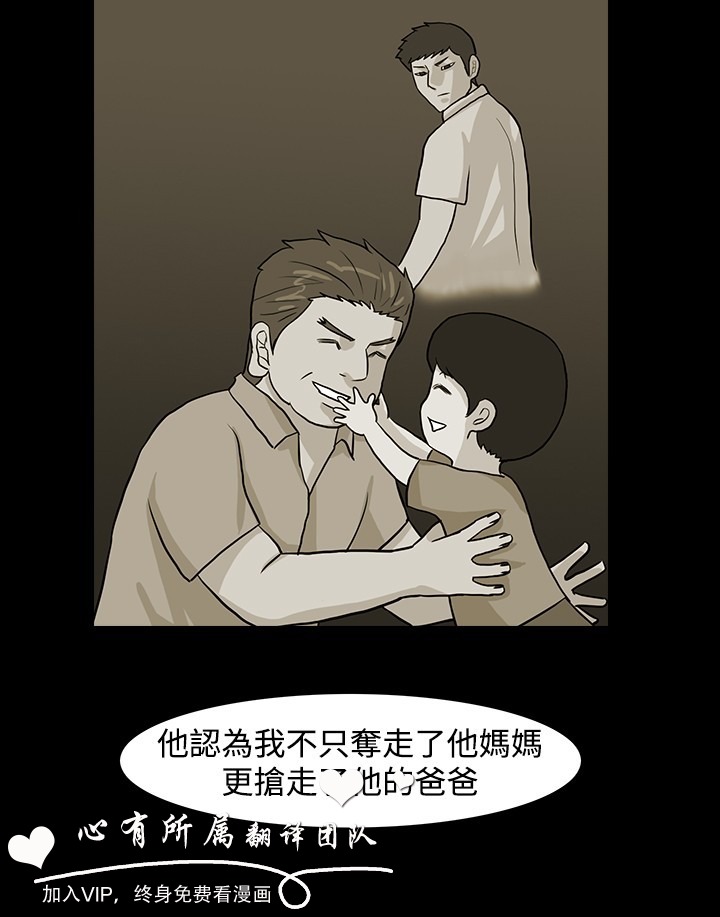 他認為我不只奪走了他媽媽
更搶走了他的爸爸
心有所属翻译团队
加入VIP，终身免费看漫画